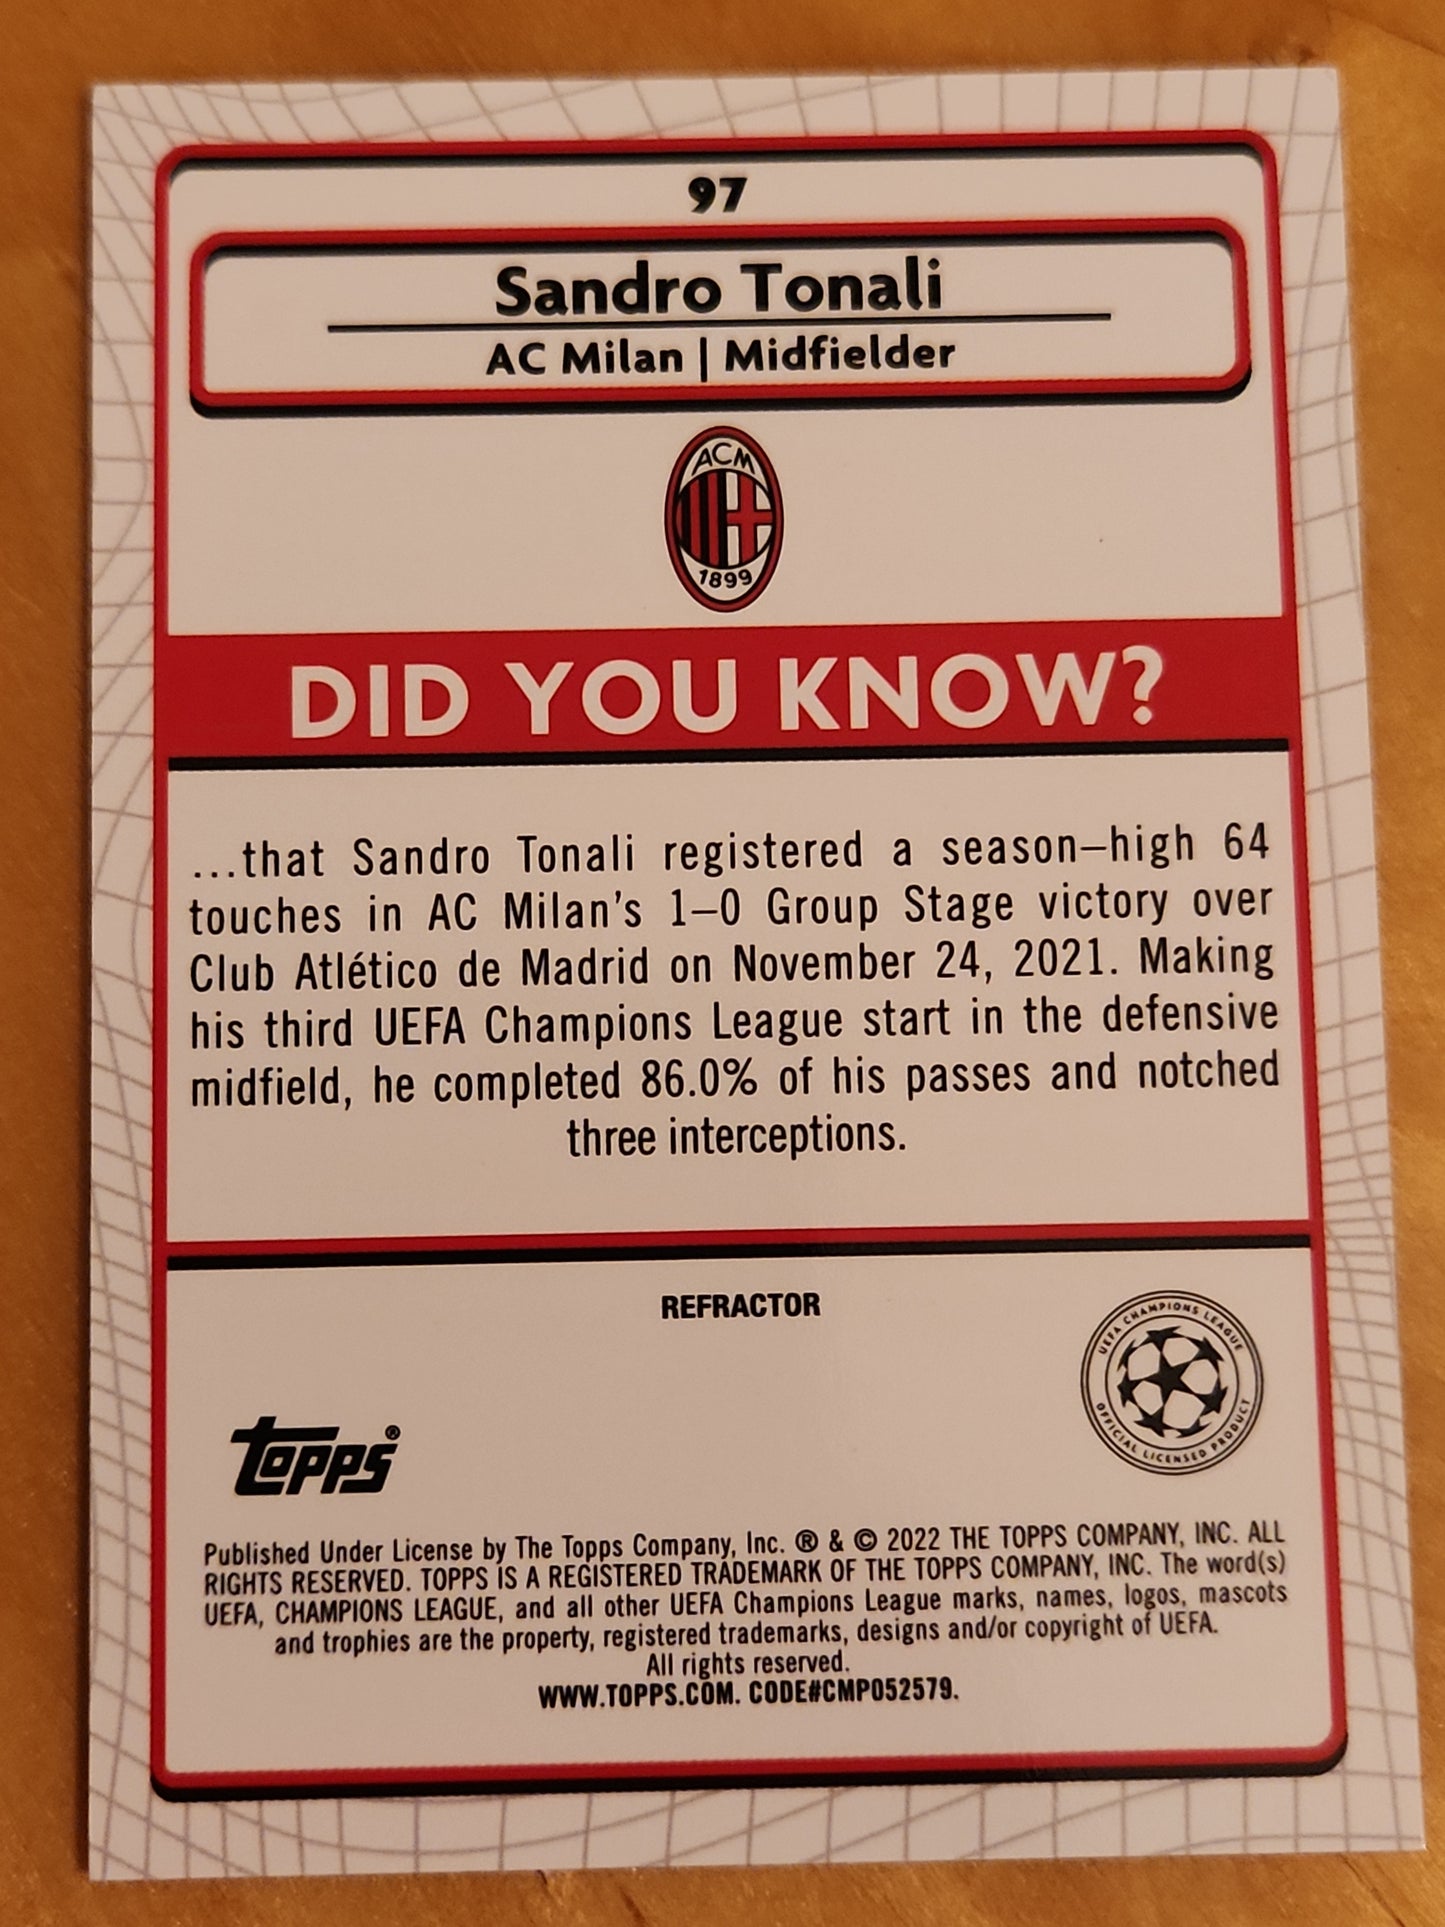 97
Sandro Tonali
AC Milan | Midfielder
ACM
1899
DID YOU KNOW?
...that Sandro Tonali registered a season–high 64
touches in AC Milan's 1–0 Group Stage victory over
Club Atlético de Madrid on November 24, 2021. Making
his third UEFA Champions League start in the defensive
midfield, he completed 86.0% of his passes and notched
three interceptions.
REFRACTOR
UEFA CHAMPIONS LEAGUE
OFFICIAL LICENSED PRODUCT
topps®
Published Under License by The Topps Company, Inc. ® & © 2022 THE TOPPS COMPANY, INC. ALL
RIGHTS RESERVED. TOPPS IS A REGISTERED TRADEMARK OF THE TOPPS COMPANY, INC. The word(s)
UEFA, CHAMPIONS LEAGUE, and all other UEFA Champions League marks, names, logos, mascots
and trophies are the property, registered trademarks, designs and/or copyright of UEFA.
All rights reserved.
WWW.TOPPS.COM. CODE#CMP052579.